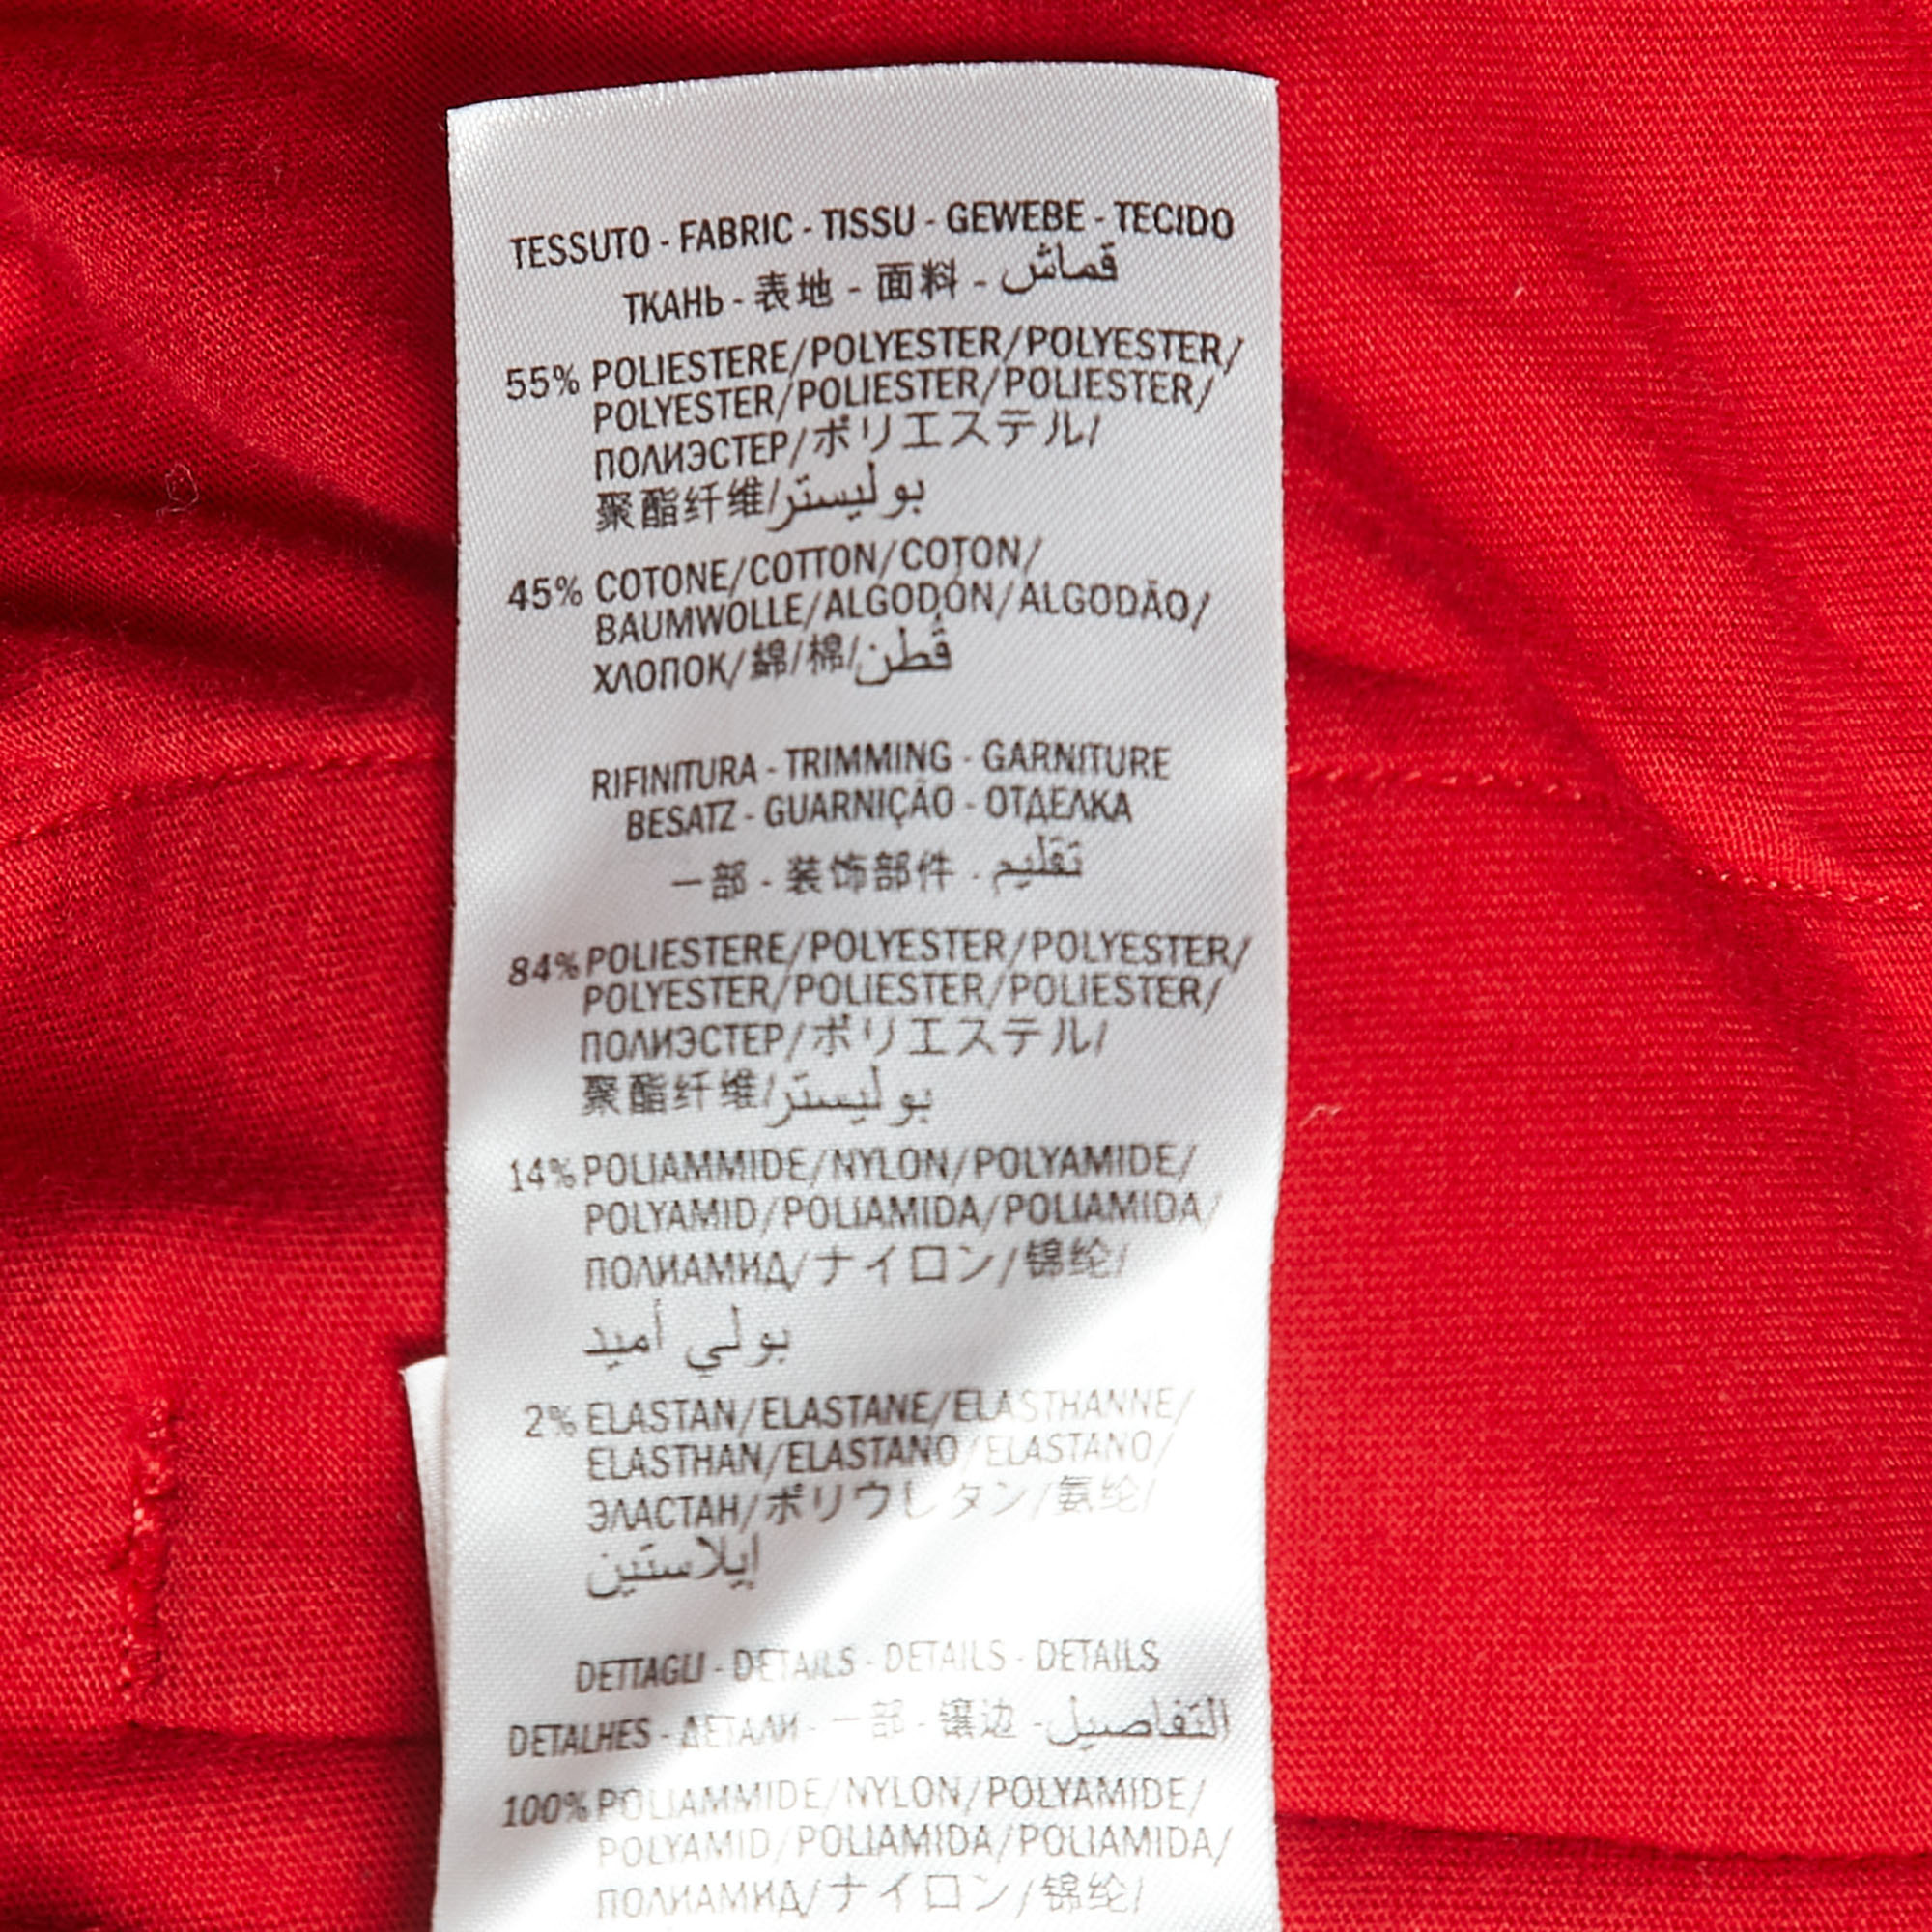 TESSUTO - FABRIC - TISSU - GEWEBE - TECIDO
ТКАНЬ - 表地 - 面料 - قماش
55% POLIESTERE/POLYESTER/POLYESTER/
POLYESTER/POLIESTER/POLIESTER/
ПОЛИЭСТЕР/ポリエステル/
聚酯纤维/بوليستر
45% COTONE/COTTON/COTON/
BAUMWOLLE/ALGODÓN/ALGODÃO/
ХЛОПОК/綿/棉/قُطن
RIFINITURA - TRIMMING - GARNITURE
BESATZ - GUARNIÇÃO - ОТДЕЛКА
一部 - 装饰部件 - تقليم
84% POLIESTERE/POLYESTER/POLYESTER/
POLYESTER/POLIESTER/POLIESTER/
ПОЛИЭСТЕР/ポリエステル/
聚酯纤维/بوليستر
14% POLIAMMIDE/NYLON/POLYAMIDE/
POLYAMID/POLIAMIDA/POLIAMIDA/
ПОЛИАМИД/ナイロン/锦纶/
بولي أميد
2% ELASTAN/ELASTANE/ELASTHANNE/
ELASTHAN/ELASTANO/ELASTANO/
ЭЛАСТАН/ポリウレタン/氨纶/
إيلاستين
DETTAGLI - DETAILS - DETAILS - DETAILS
DETALHES - ДЕТАЛИ - 一部 - 镶边 - التفاصيل
100% POLIAMMIDE/NYLON/POLYAMIDE/
POLYAMID/POLIAMIDA/POLIAMIDA/
ПОЛИАМИД/ナイロン/锦纶/